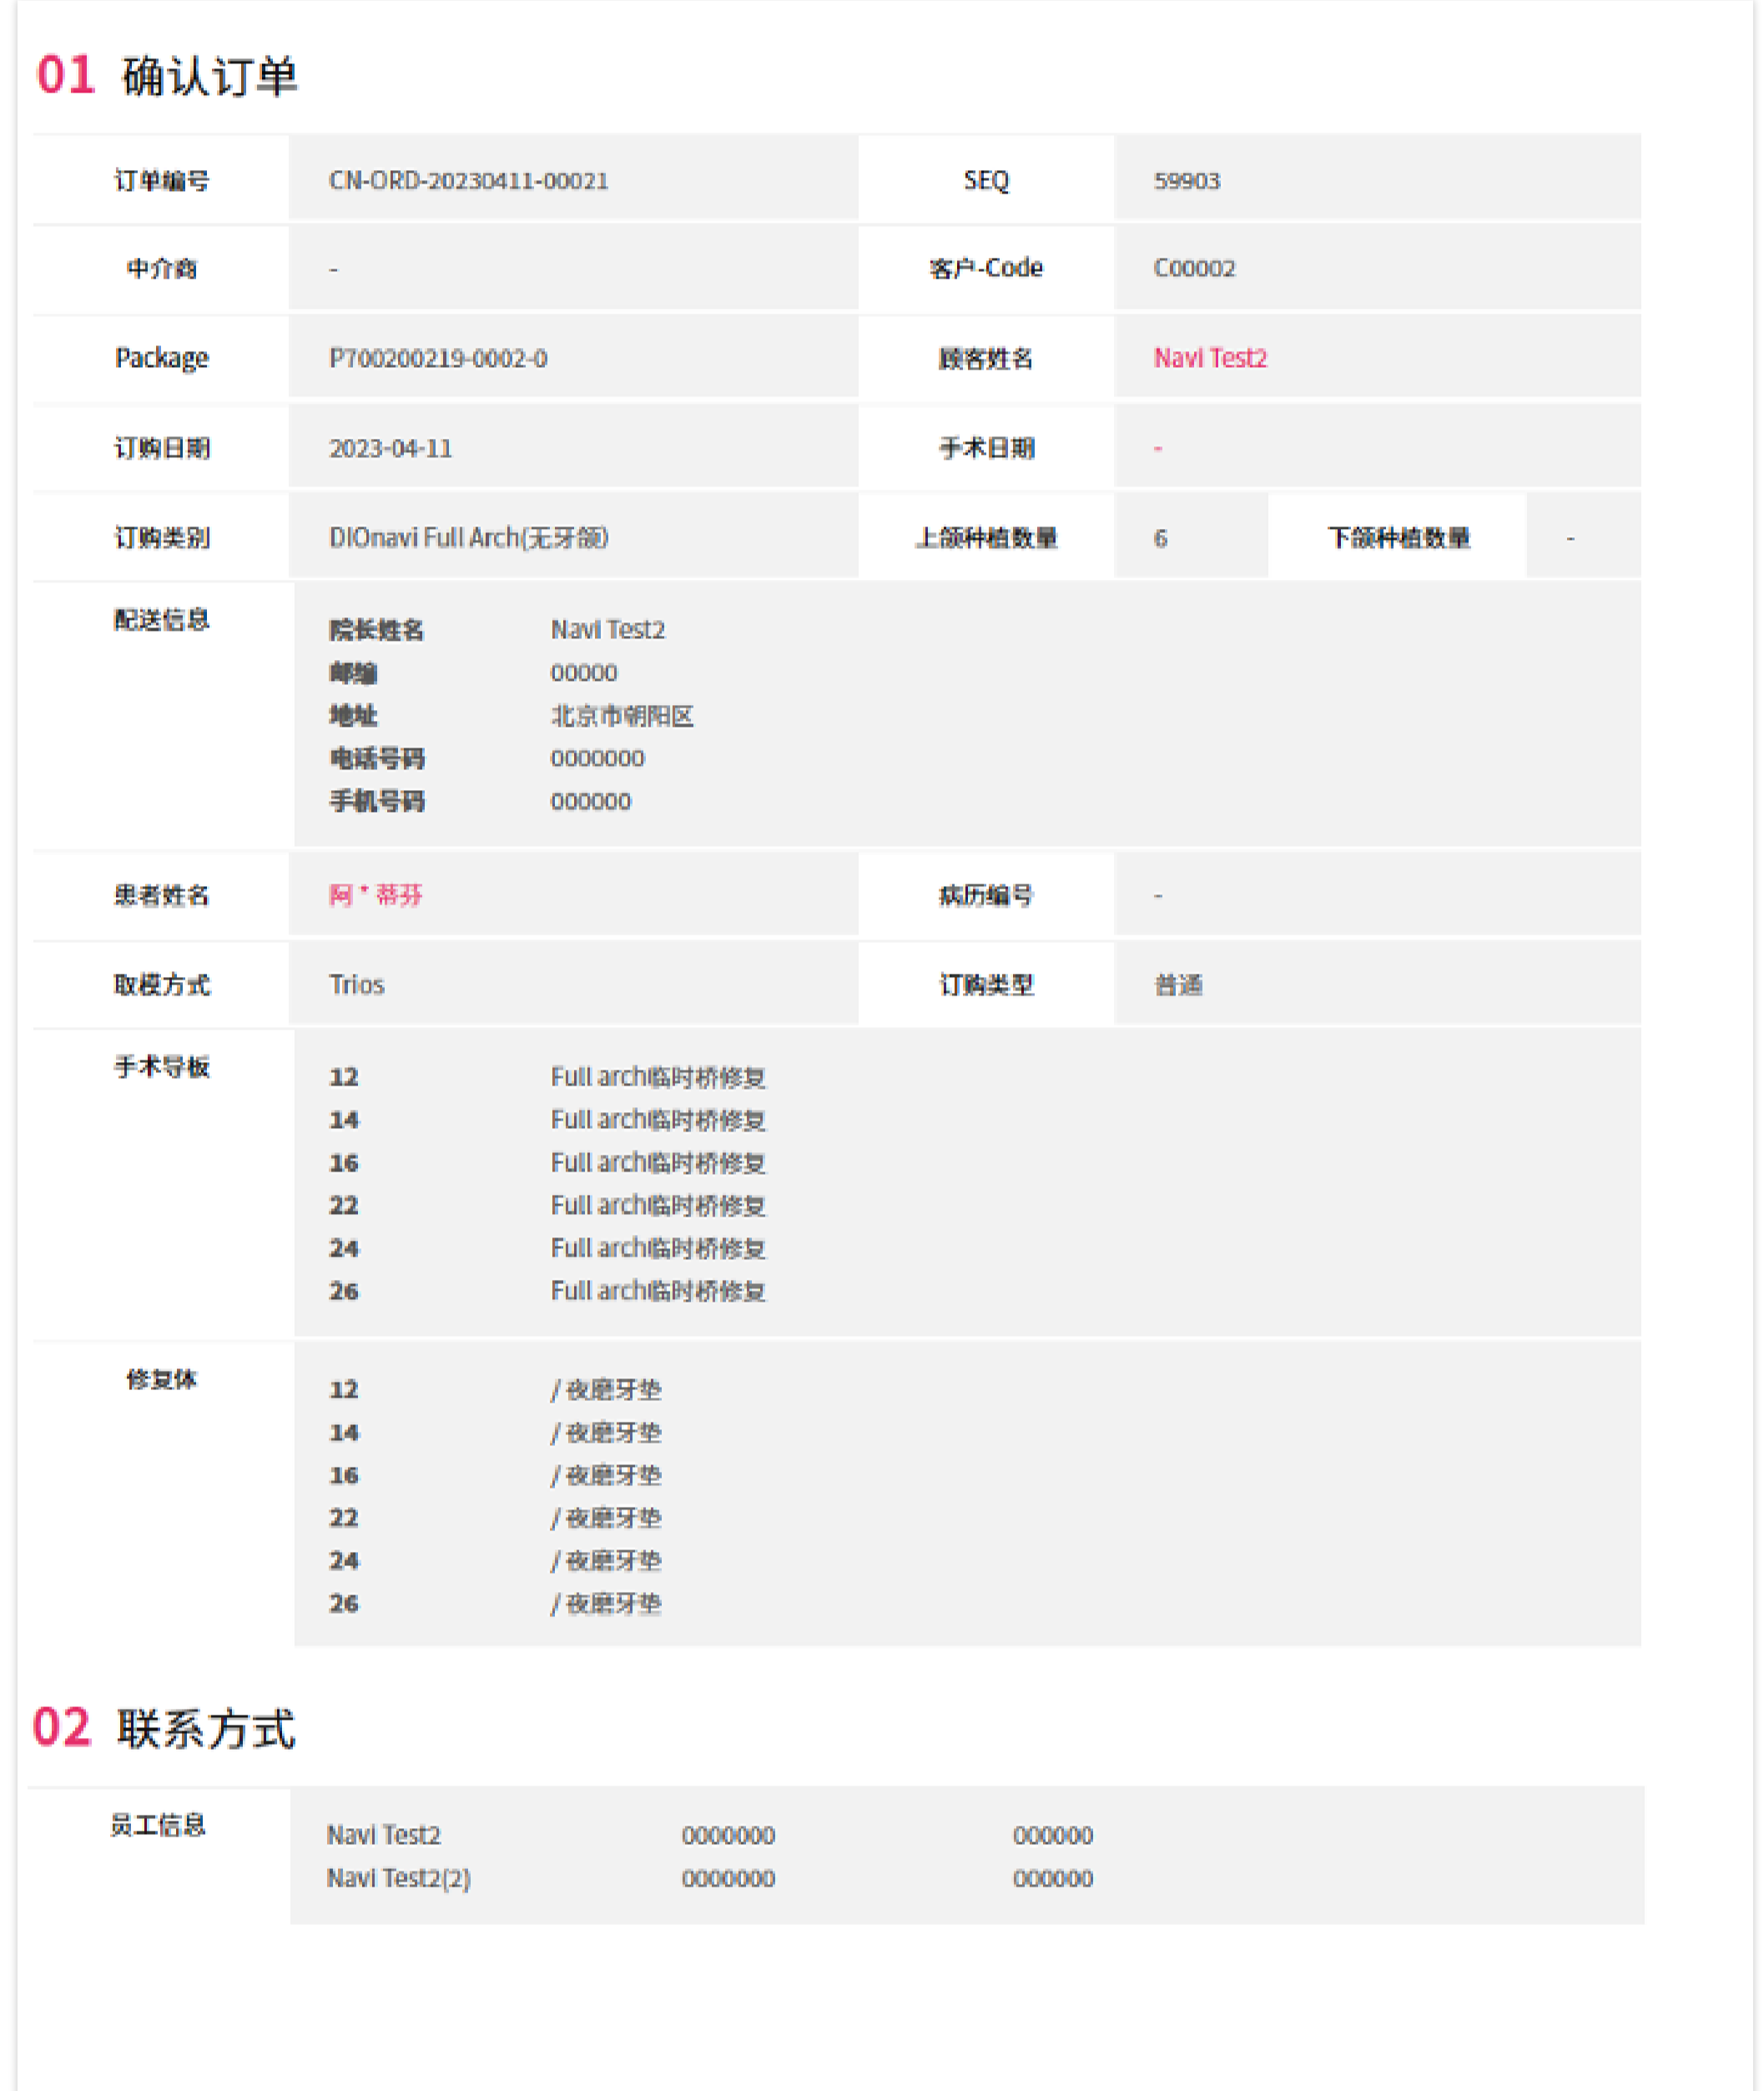 01 确认订单
订单编号 CN-ORD-20230411-00021 SEQ 59903
中介商 - 客户-Code C00002
Package P700200219-0002-0 顾客姓名 Navi Test2
订购日期 2023-04-11 手术日期 -
订购类别 DIOnavi Full Arch(无牙颌) 上颌种植数量 6 下颌种植数量 -
配送信息
院长姓名 Navi Test2
邮编 00000
地址 北京市朝阳区
电话号码 0000000
手机号码 000000
患者姓名 阿 * 蒂芬 病历编号 -
取模方式 Trios 订购类型 普通
手术导板
12 Full arch临时桥修复
14 Full arch临时桥修复
16 Full arch临时桥修复
22 Full arch临时桥修复
24 Full arch临时桥修复
26 Full arch临时桥修复
修复体
12 / 夜磨牙垫
14 / 夜磨牙垫
16 / 夜磨牙垫
22 / 夜磨牙垫
24 / 夜磨牙垫
26 / 夜磨牙垫
02 联系方式
员工信息
Navi Test2 0000000 000000
Navi Test2(2) 0000000 000000